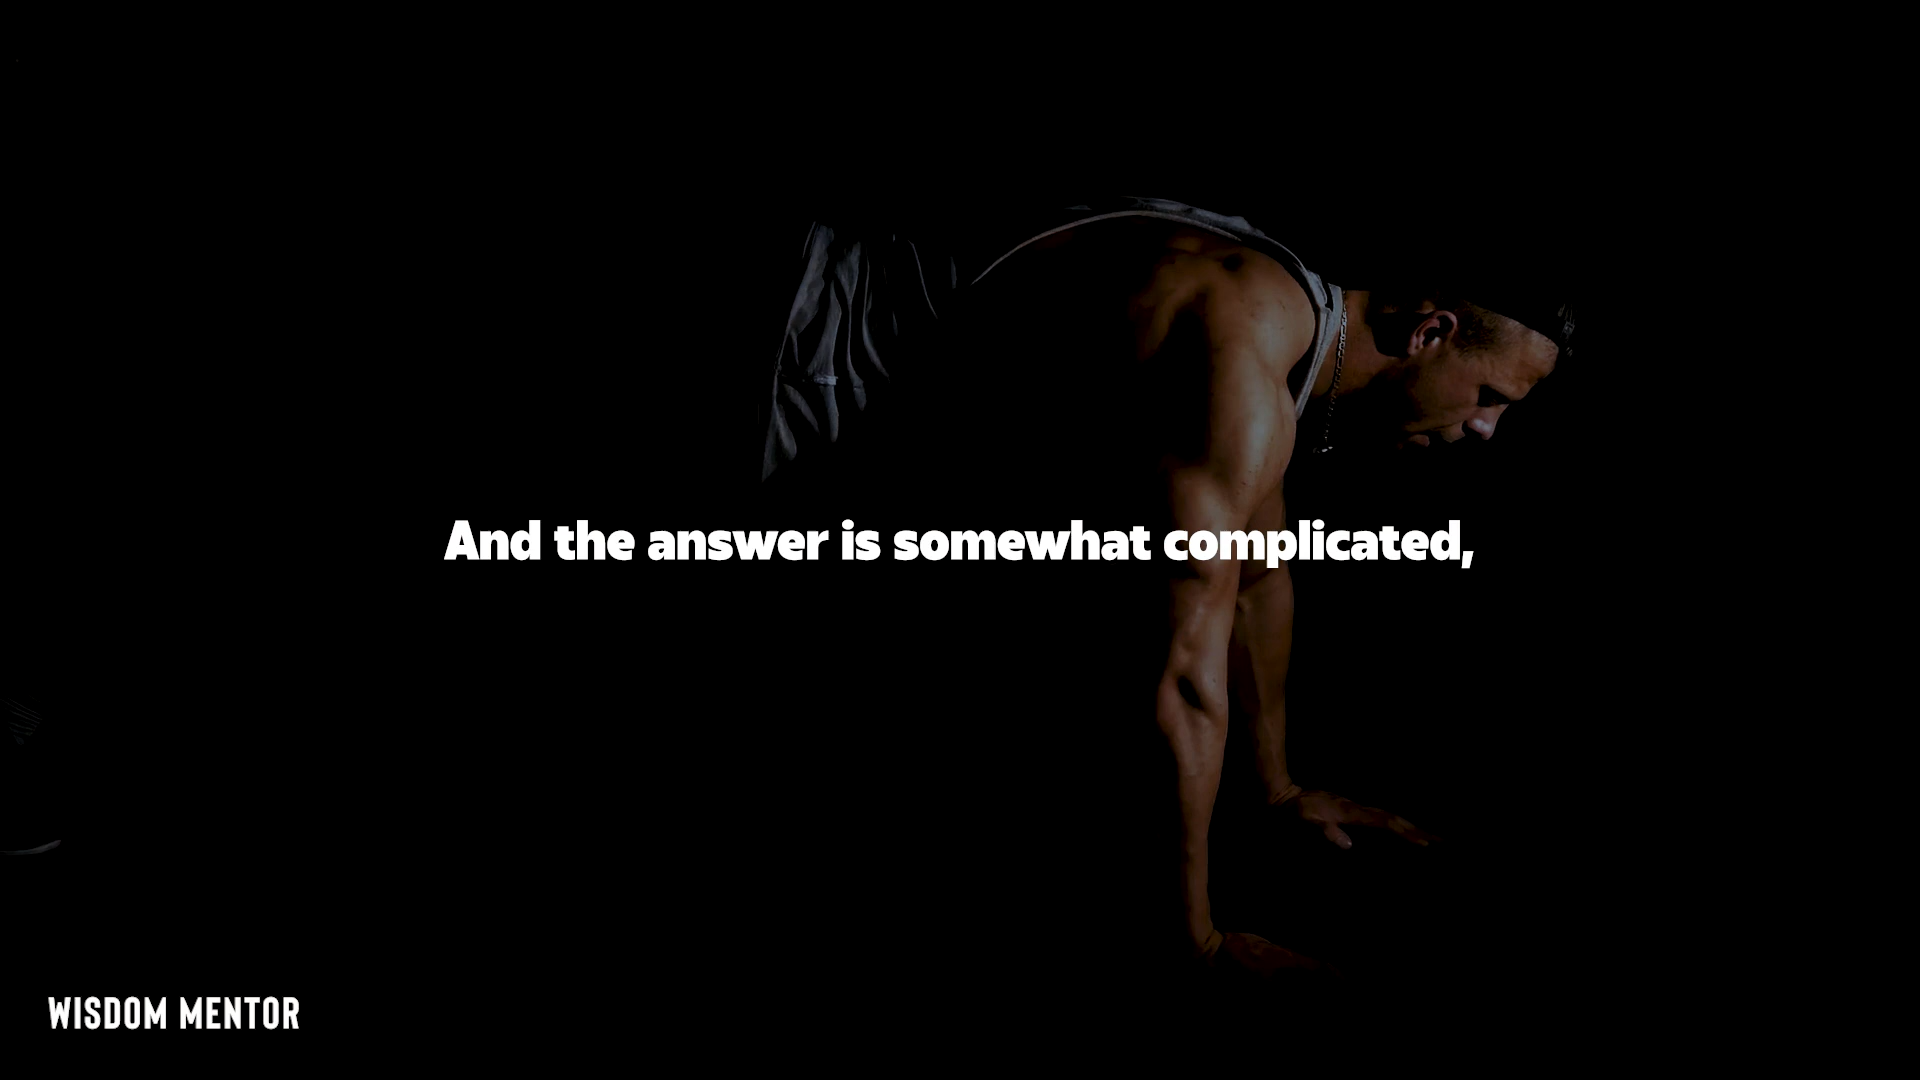 And the answer is somewhat complicated,
WISDOM MENTOR